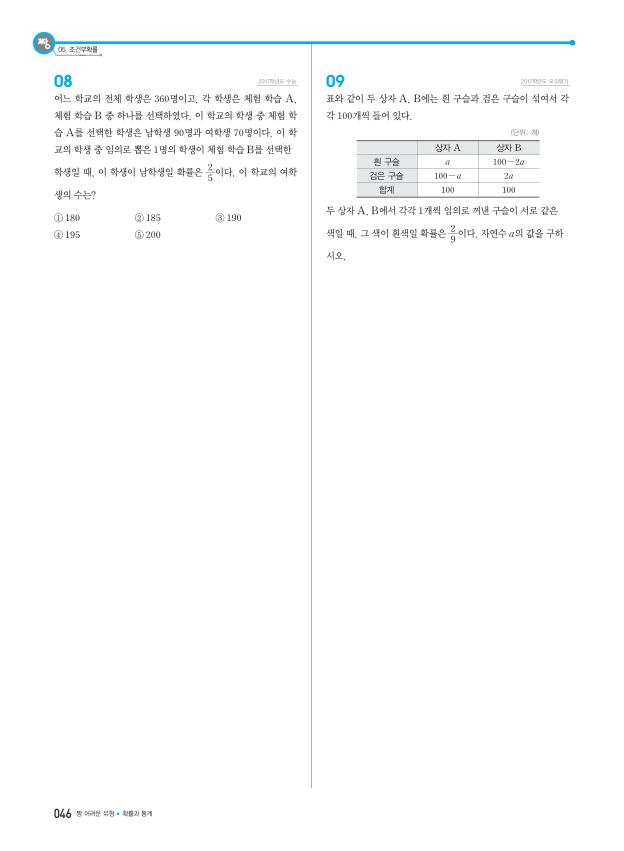 짱
05. 조건부확률
08
2017학년도 수능
어느 학교의 전체 학생은 360명이고, 각 학생은 체험 학습 A,
체험 학습 B 중 하나를 선택하였다. 이 학교의 학생 중 체험 학
습 A를 선택한 학생은 남학생 90명과 여학생 70명이다. 이 학
교의 학생 중 임의로 뽑은 1명의 학생이 체험 학습 B를 선택한
학생일 때, 이 학생이 남학생일 확률은 2/5이다. 이 학교의 여학
생의 수는?
① 180 ② 185 ③ 190
④ 195 ⑤ 200
09
2017학년도 모의평가
표와 같이 두 상자 A, B에는 흰 구슬과 검은 구슬이 섞여서 각
각 100개씩 들어 있다.
(단위 : 개)
상자 A 상자 B
흰 구슬 a 100-2a
검은 구슬 100-a 2a
합계 100 100
두 상자 A, B에서 각각 1개씩 임의로 꺼낸 구슬이 서로 같은
색일 때, 그 색이 흰색일 확률은 2/9이다. 자연수 a의 값을 구하
시오.
046 짱 어려운 유형 • 확률과 통계